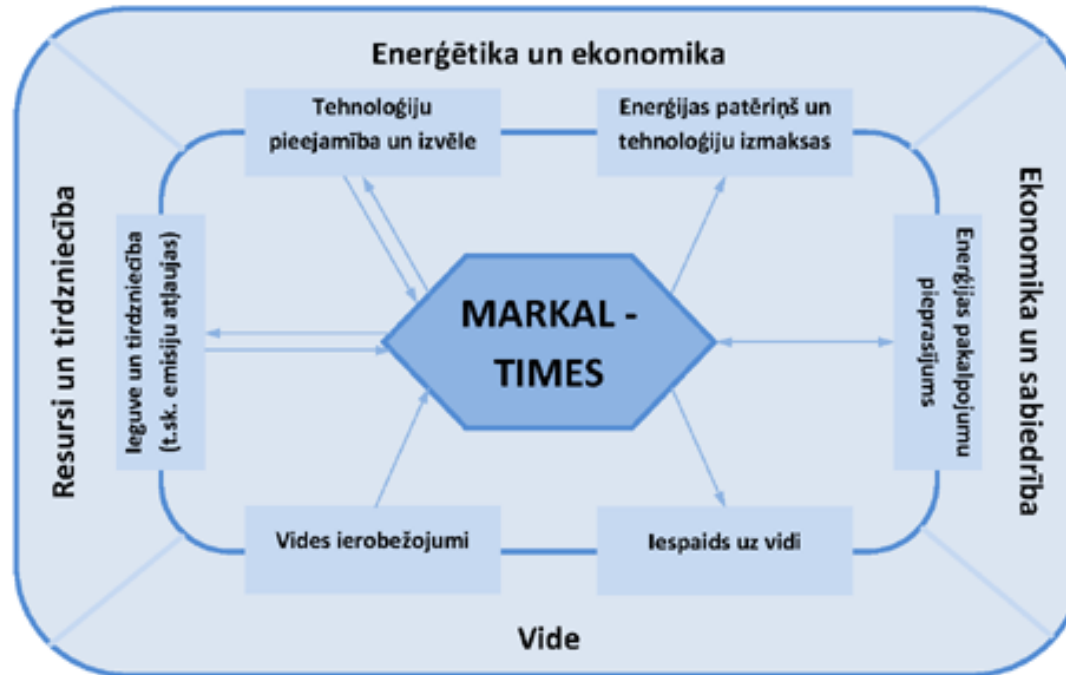 Enerģētika un ekonomika
Tehnoloģiju
pieejamība un izvēle
Enerģijas patēriņš un
tehnoloģiju izmaksas
Resursi un tirdzniecība
Ieguve un tirdzniecība
(t.sk. emisiju atļaujas)
MARKAL -
TIMES
Enerģijas pakalpojumu
pieprasījums
Ekonomika un sabiedrība
Vides ierobežojumi
Iespaids uz vidi
Vide